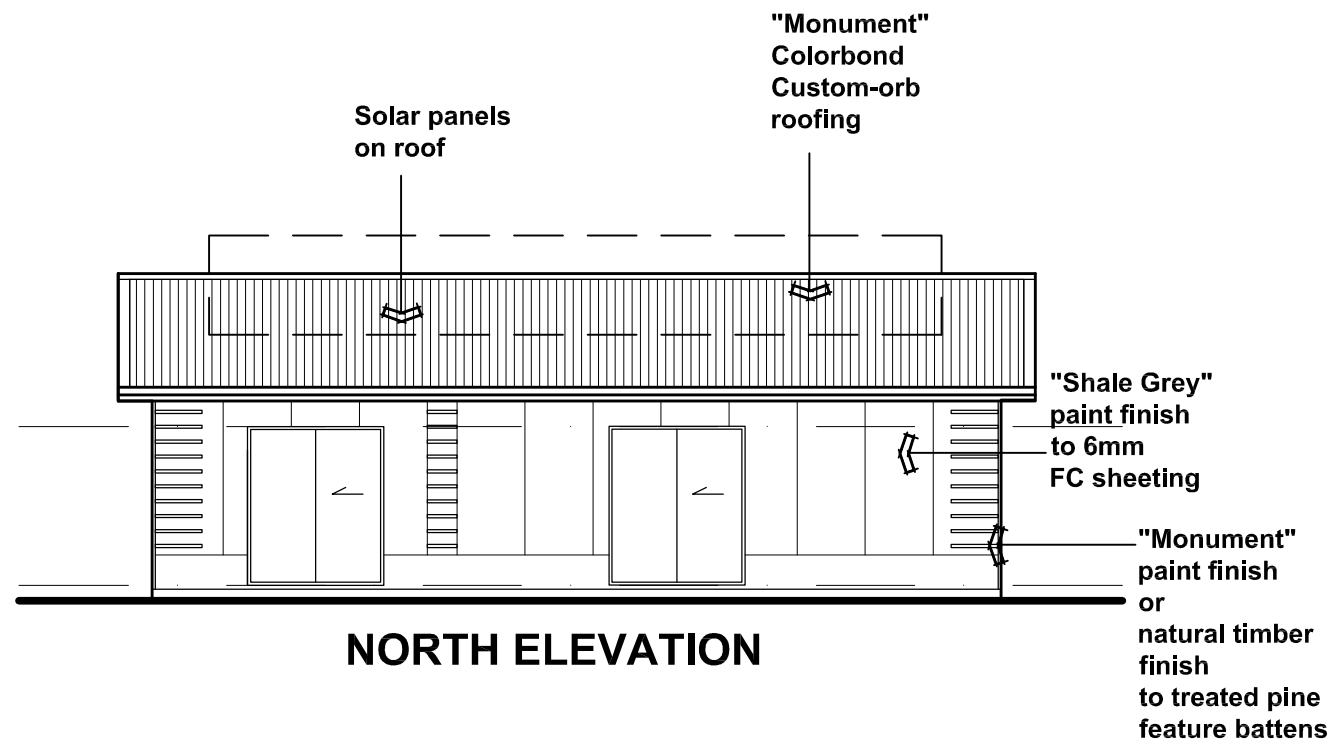 "Monument"
Colorbond
Custom-orb
roofing
Solar panels
on roof
"Shale Grey"
paint finish
to 6mm
FC sheeting
"Monument"
paint finish
or
natural timber
finish
to treated pine
feature battens
NORTH ELEVATION